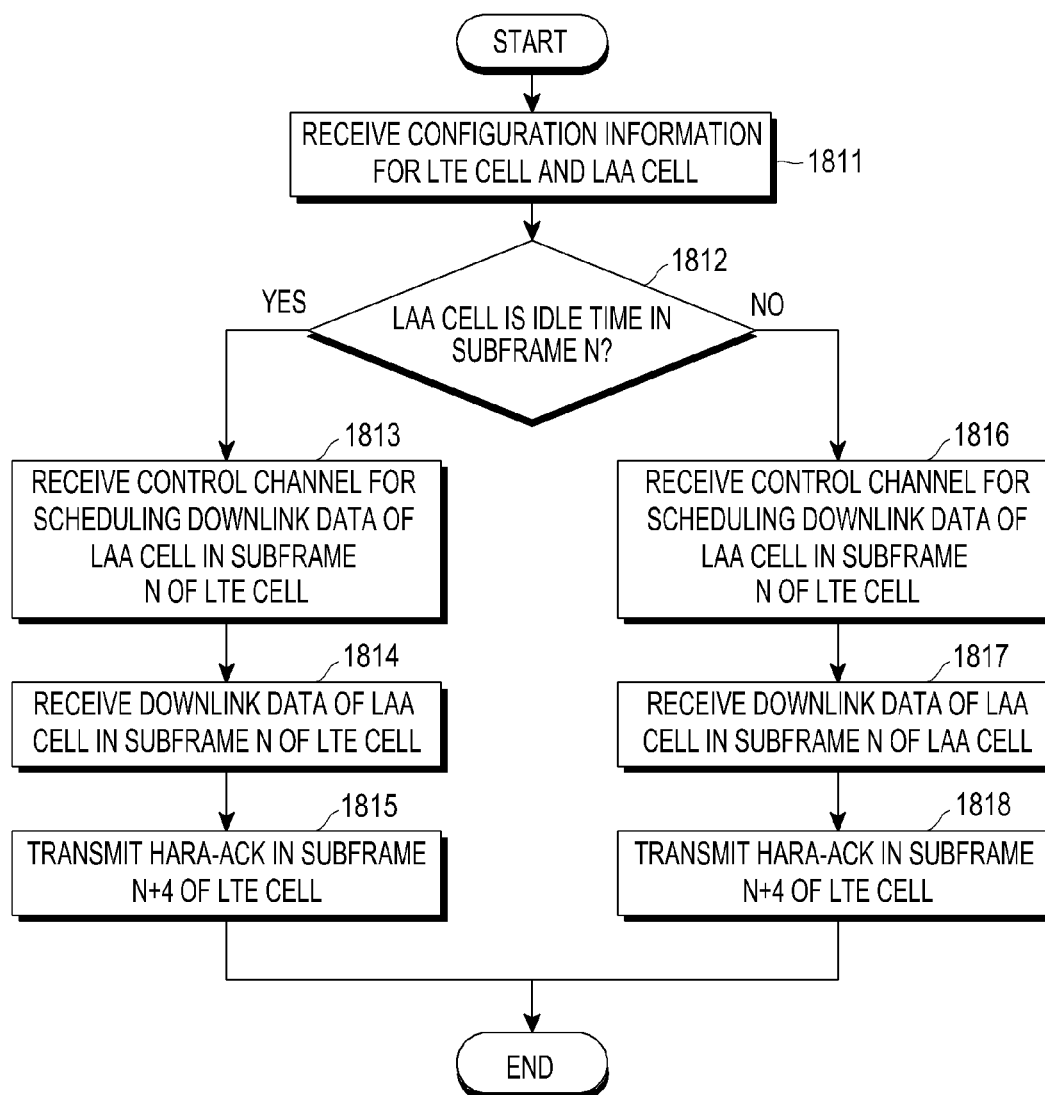 START
RECEIVE CONFIGURATION INFORMATION
FOR LTE CELL AND LAA CELL
1811
1812
YES
NO
LAA CELL IS IDLE TIME IN
SUBFRAME N?
1813
RECEIVE CONTROL CHANNEL FOR
SCHEDULING DOWNLINK DATA OF
LAA CELL IN SUBFRAME
N OF LTE CELL
1814
RECEIVE DOWNLINK DATA OF LAA
CELL IN SUBFRAME N OF LTE CELL
1815
TRANSMIT HARA-ACK IN SUBFRAME
N+4 OF LTE CELL
1816
RECEIVE CONTROL CHANNEL FOR
SCHEDULING DOWNLINK DATA OF
LAA CELL IN SUBFRAME
N OF LTE CELL
1817
RECEIVE DOWNLINK DATA OF LAA
CELL IN SUBFRAME N OF LAA CELL
1818
TRANSMIT HARA-ACK IN SUBFRAME
N+4 OF LTE CELL
END